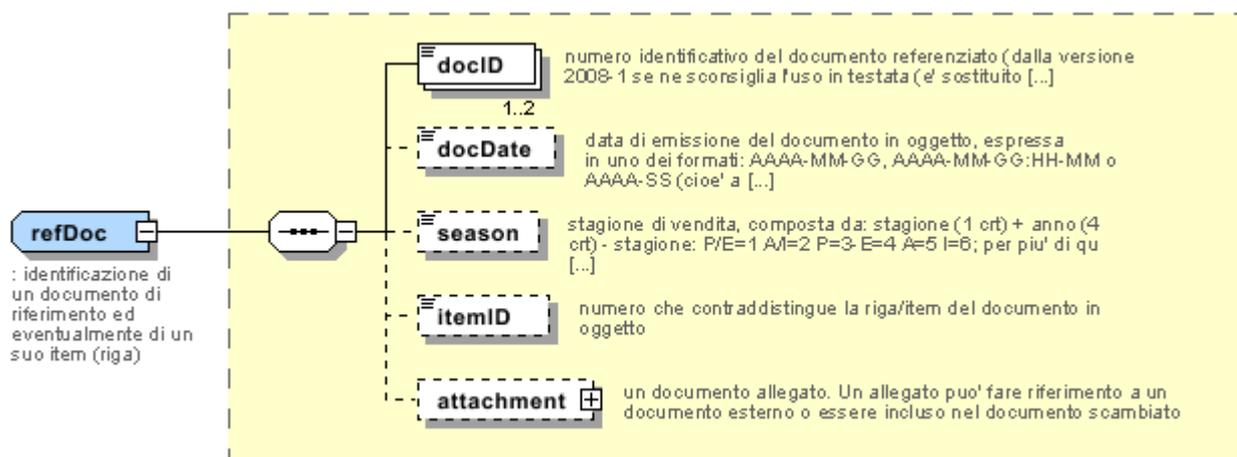 docID
numero identificativo del documento referenziato (dalla versione
2008-1 se ne sconsiglia l'uso in testata (e' sostituito [...]
1..2
docDate
data di emissione del documento in oggetto, espressa
in uno dei formati: AAAA-MM-GG, AAAA-MM-GG:HH-MM o
AAAA-SS (cioe' a [...]
refDoc
: identificazione di
un documento di
riferimento ed
eventualmente di un
suo item (riga)
season
stagione di vendita, composta da: stagione (1 crt) + anno (4
crt) - stagione: P/E=1 A/I=2 P=3- E=4 A=5 I=6; per piu' di qu
[...]
itemID
numero che contraddistingue la riga/item del documento in
oggetto
attachment
un documento allegato. Un allegato puo' fare riferimento a un
documento esterno o essere incluso nel documento scambiato